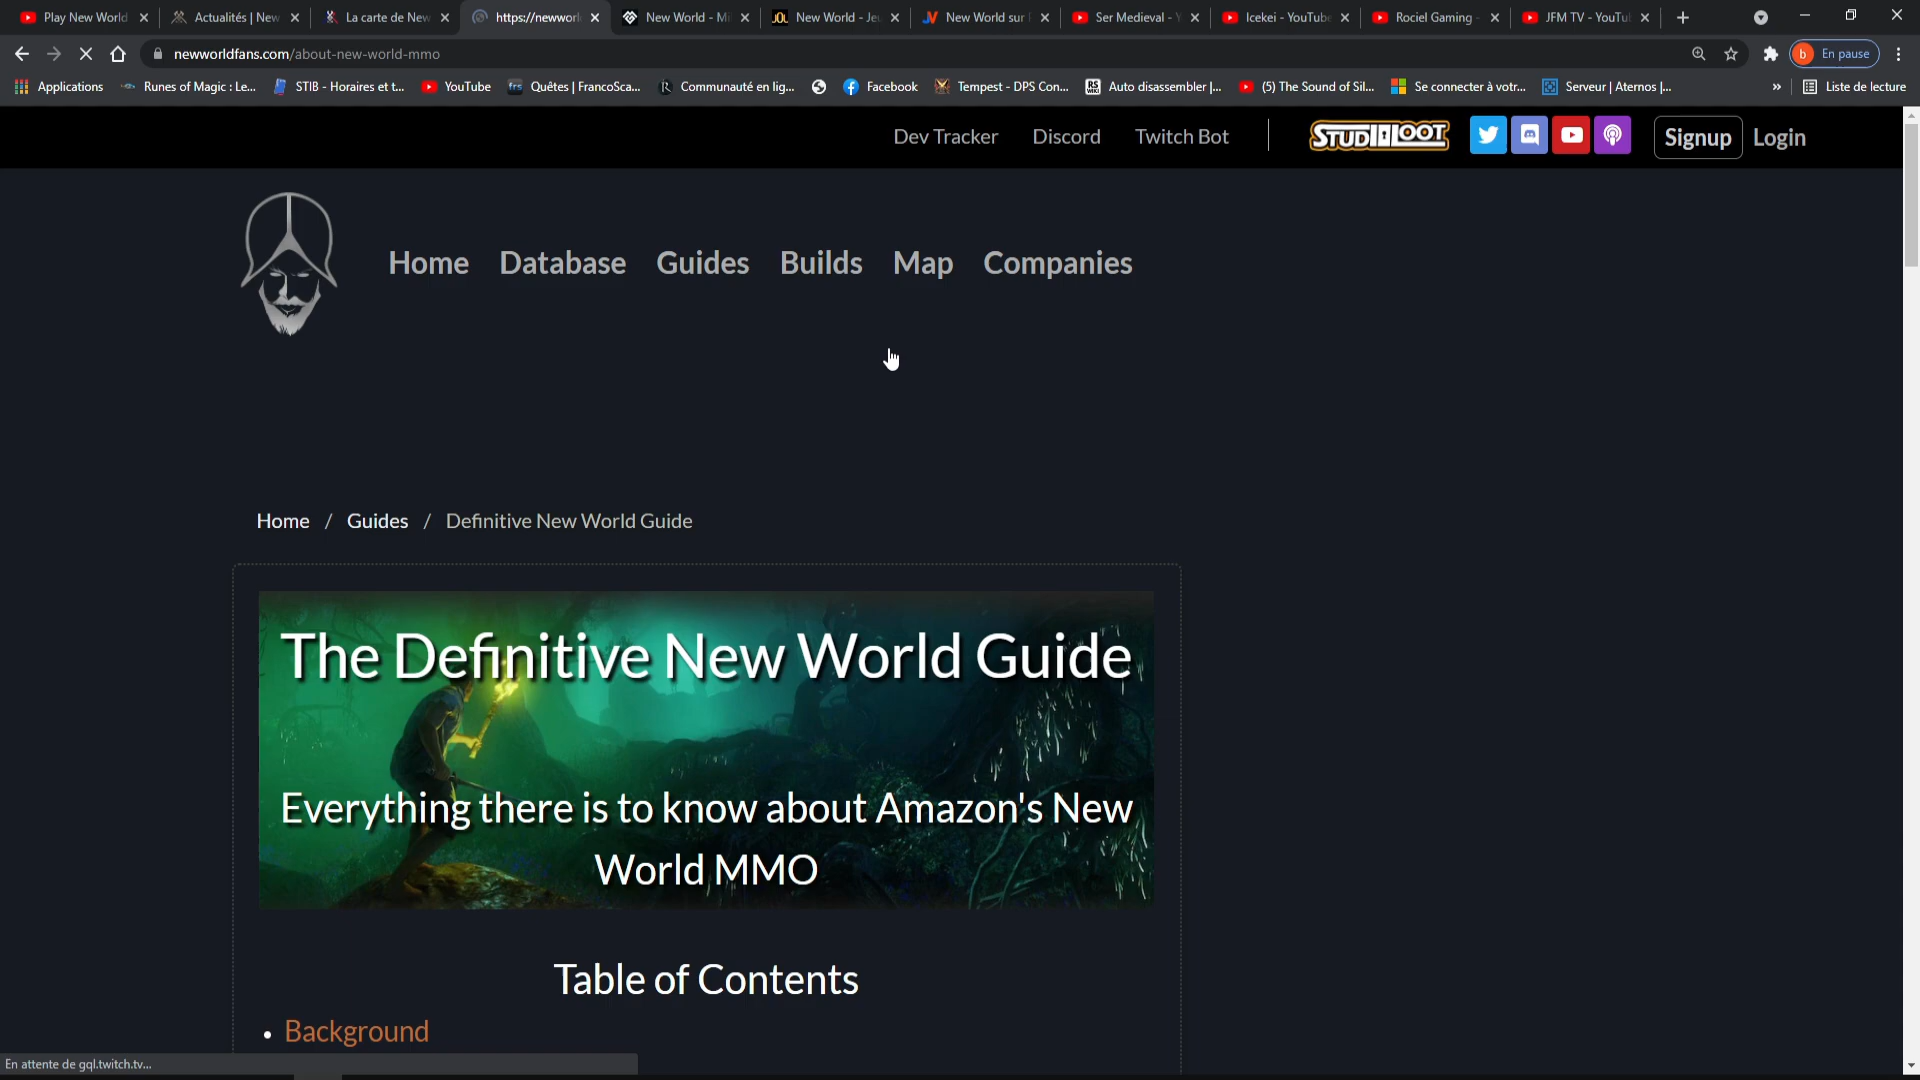 Play New World
Actualités | New
La carte de New
https://newworl
New World - Mi
New World - Je
New World sur
Ser Medieval - Y
Icekei - YouTube
Rociel Gaming -
JFM TV - YouTu
newworldfans.com/about-new-world-mmo
b En pause
Applications
Runes of Magic : Le...
STIB - Horaires et t...
YouTube
Quêtes | FrancoSca...
Communauté en lig...
Facebook
Tempest - DPS Con...
Auto disassembler |...
(5) The Sound of Sil...
Se connecter à votr...
Serveur | Aternos |...
»
Liste de lecture
Dev Tracker
Discord
Twitch Bot
STUDIOLOOT
Signup
Login
Home
Database
Guides
Builds
Map
Companies
Home / Guides / Definitive New World Guide
The Definitive New World Guide
Everything there is to know about Amazon's New
World MMO
Table of Contents
• Background
En attente de gql.twitch.tv...